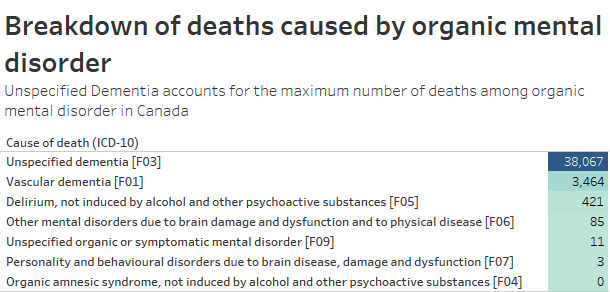 Breakdown of deaths caused by organic mental
disorder
Unspecified Dementia accounts for the maximum number of deaths among organic
mental disorder in Canada
Cause of death (ICD-10)
Unspecified dementia [F03] 38,067
Vascular dementia [F01] 3,464
Delirium, not induced by alcohol and other psychoactive substances [F05] 421
Other mental disorders due to brain damage and dysfunction and to physical disease [F06] 85
Unspecified organic or symptomatic mental disorder [F09] 11
Personality and behavioural disorders due to brain disease, damage and dysfunction [F07] 3
Organic amnesic syndrome, not induced by alcohol and other psychoactive substances [F04] 0